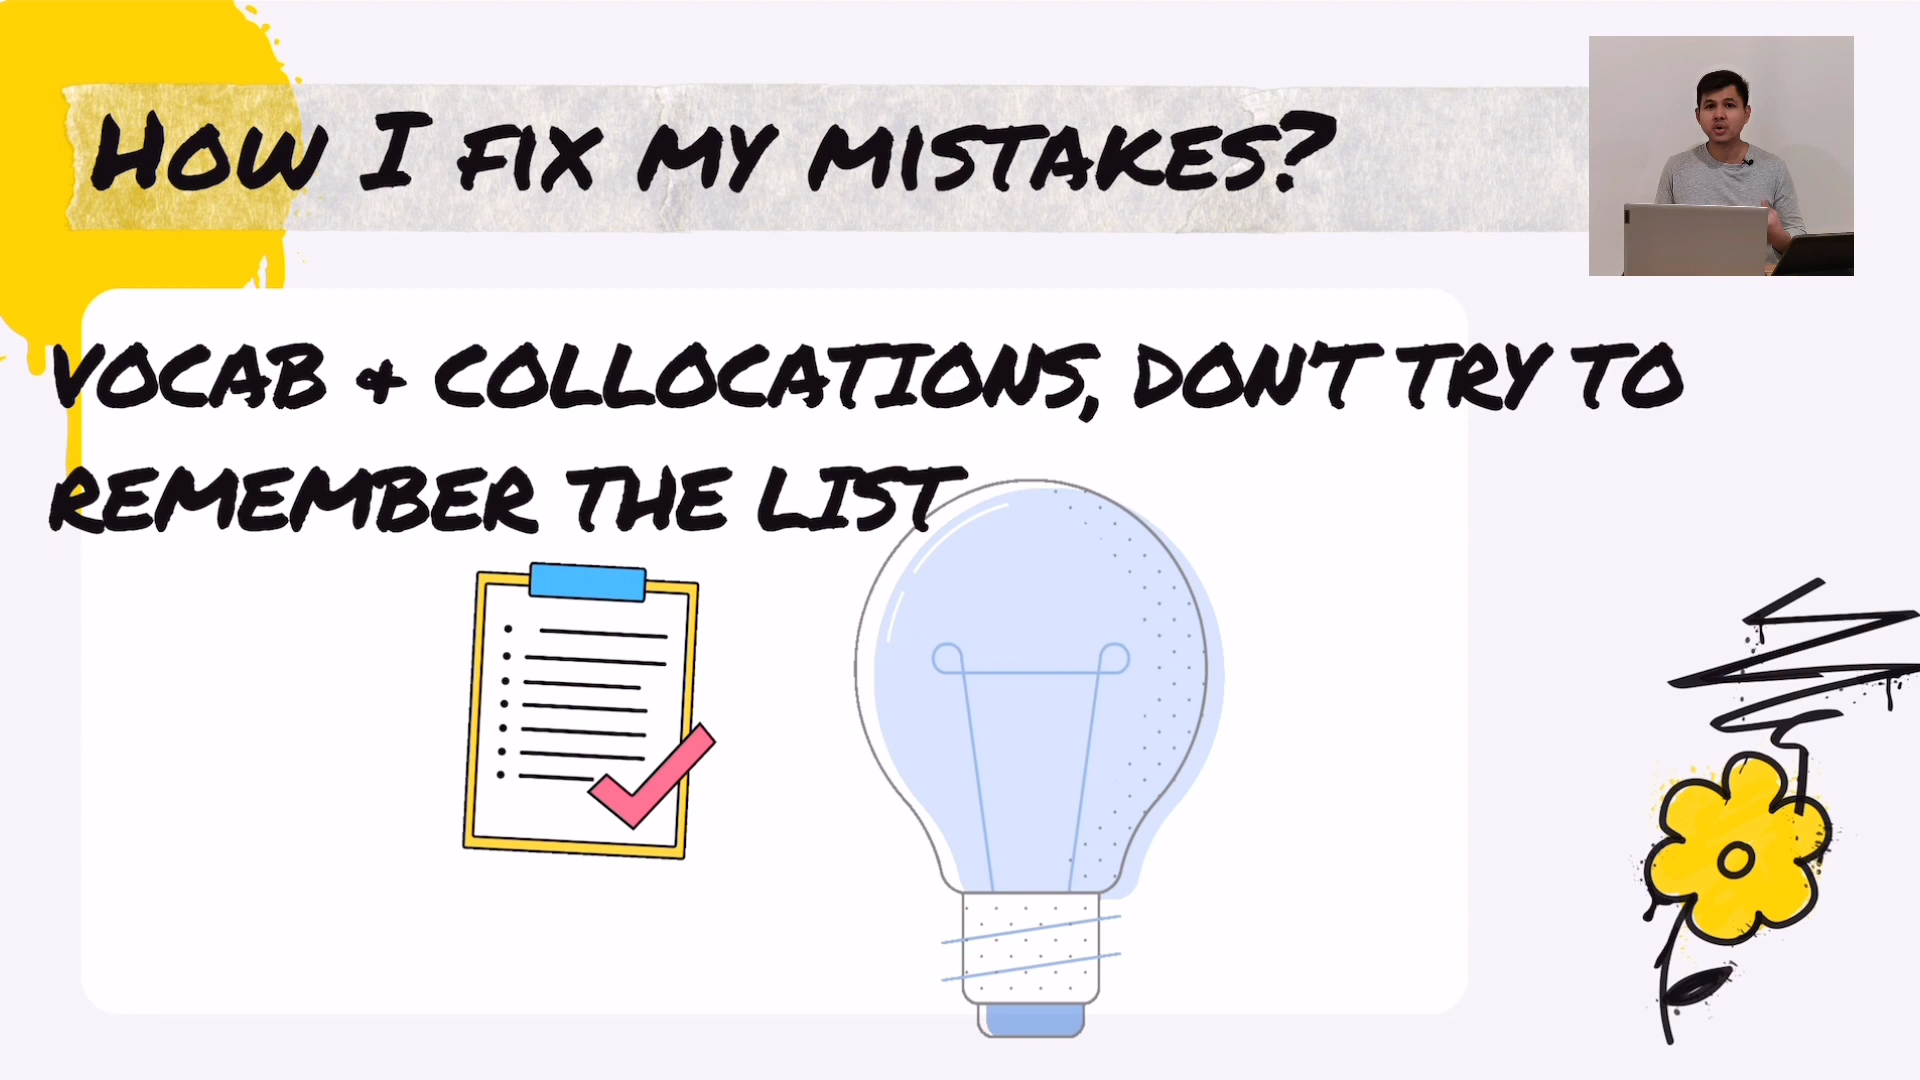 How I fix my mistakes?
VOCAB & COLLOCATIONS, DON'T TRY TO
REMEMBER THE LIST